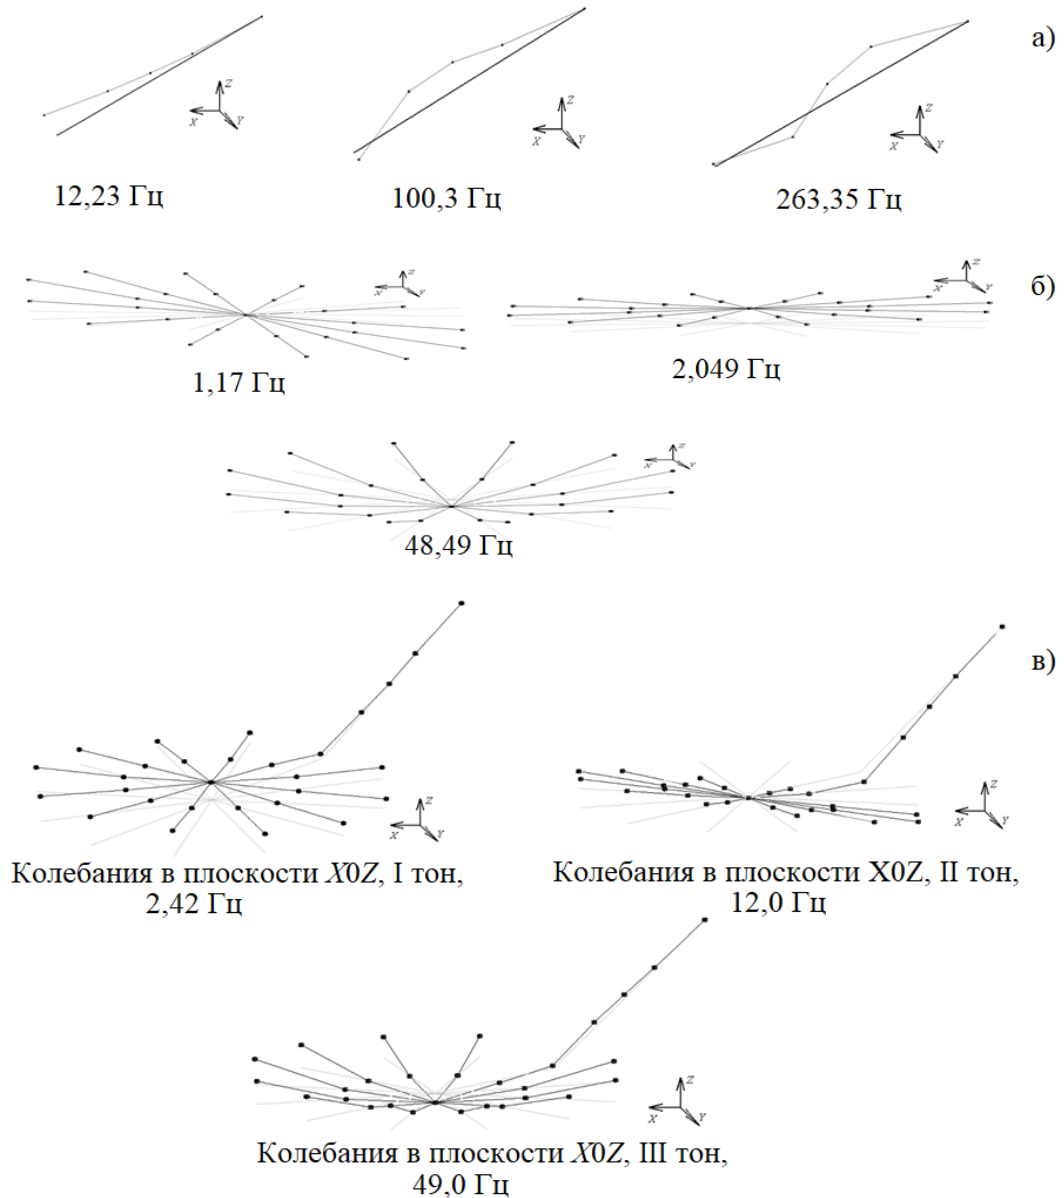 а)
Z
X
Y
Z
X
Y
Z
X
Y
12,23 Гц
100,3 Гц
263,35 Гц
б)
Z
X
Y
Z
X
Y
1,17 Гц
2,049 Гц
Z
X
Y
48,49 Гц
в)
Z
X
Y
Z
X
Y
Колебания в плоскости X0Z, I тон,
2,42 Гц
Колебания в плоскости X0Z, II тон,
12,0 Гц
Z
X
Y
Колебания в плоскости X0Z, III тон,
49,0 Гц